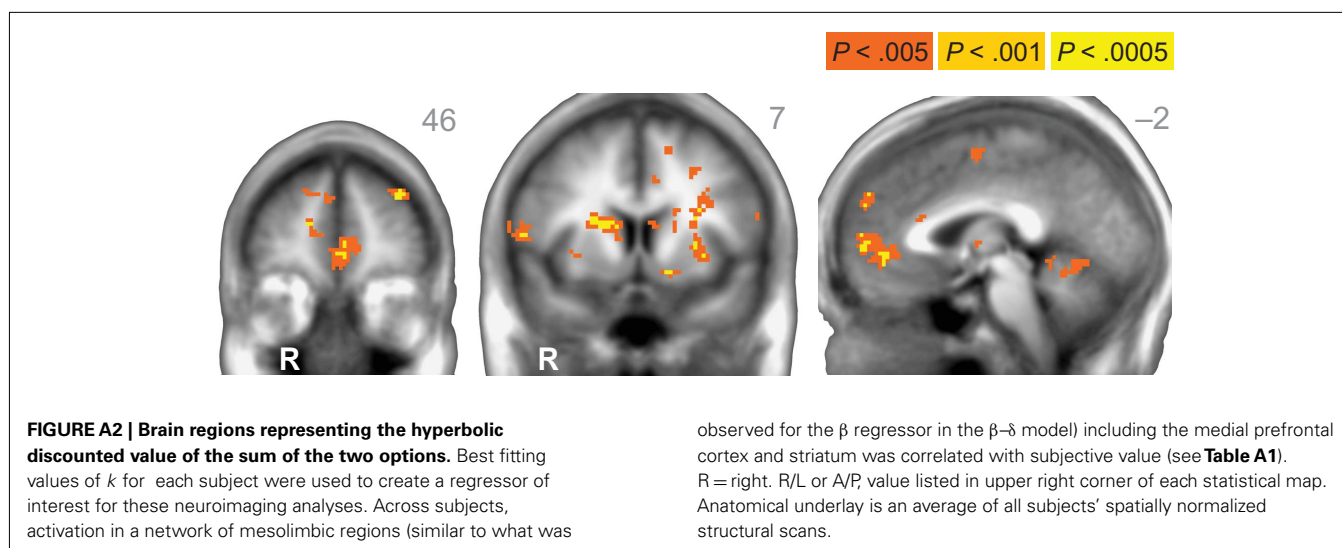 P < .005 P < .001 P < .0005
46
7
–2
R
R
FIGURE A2 | Brain regions representing the hyperbolic
discounted value of the sum of the two options. Best fitting
values of k for each subject were used to create a regressor of
interest for these neuroimaging analyses. Across subjects,
activation in a network of mesolimbic regions (similar to what was
observed for the β regressor in the β–δ model) including the medial prefrontal
cortex and striatum was correlated with subjective value (see Table A1).
R = right. R/L or A/P, value listed in upper right corner of each statistical map.
Anatomical underlay is an average of all subjects' spatially normalized
structural scans.